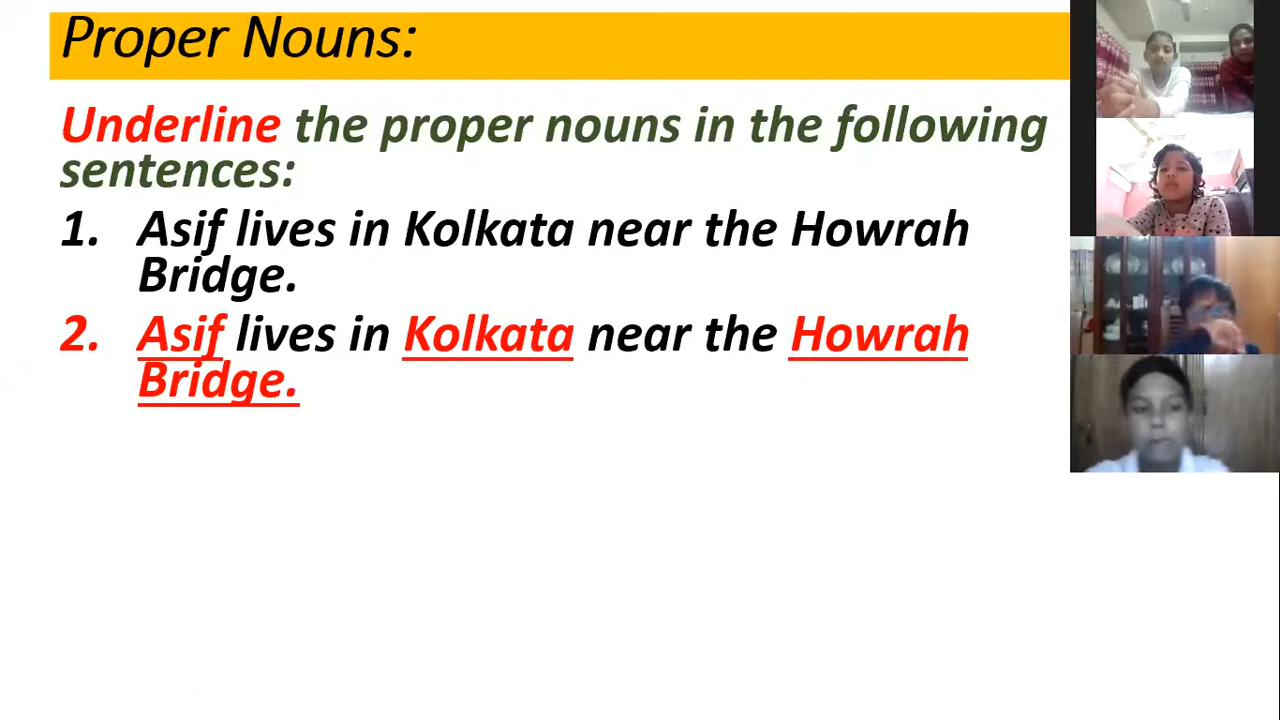 Proper Nouns:
Underline the proper nouns in the following
sentences:
1. Asif lives in Kolkata near the Howrah
Bridge.
2. Asif lives in Kolkata near the Howrah
Bridge.